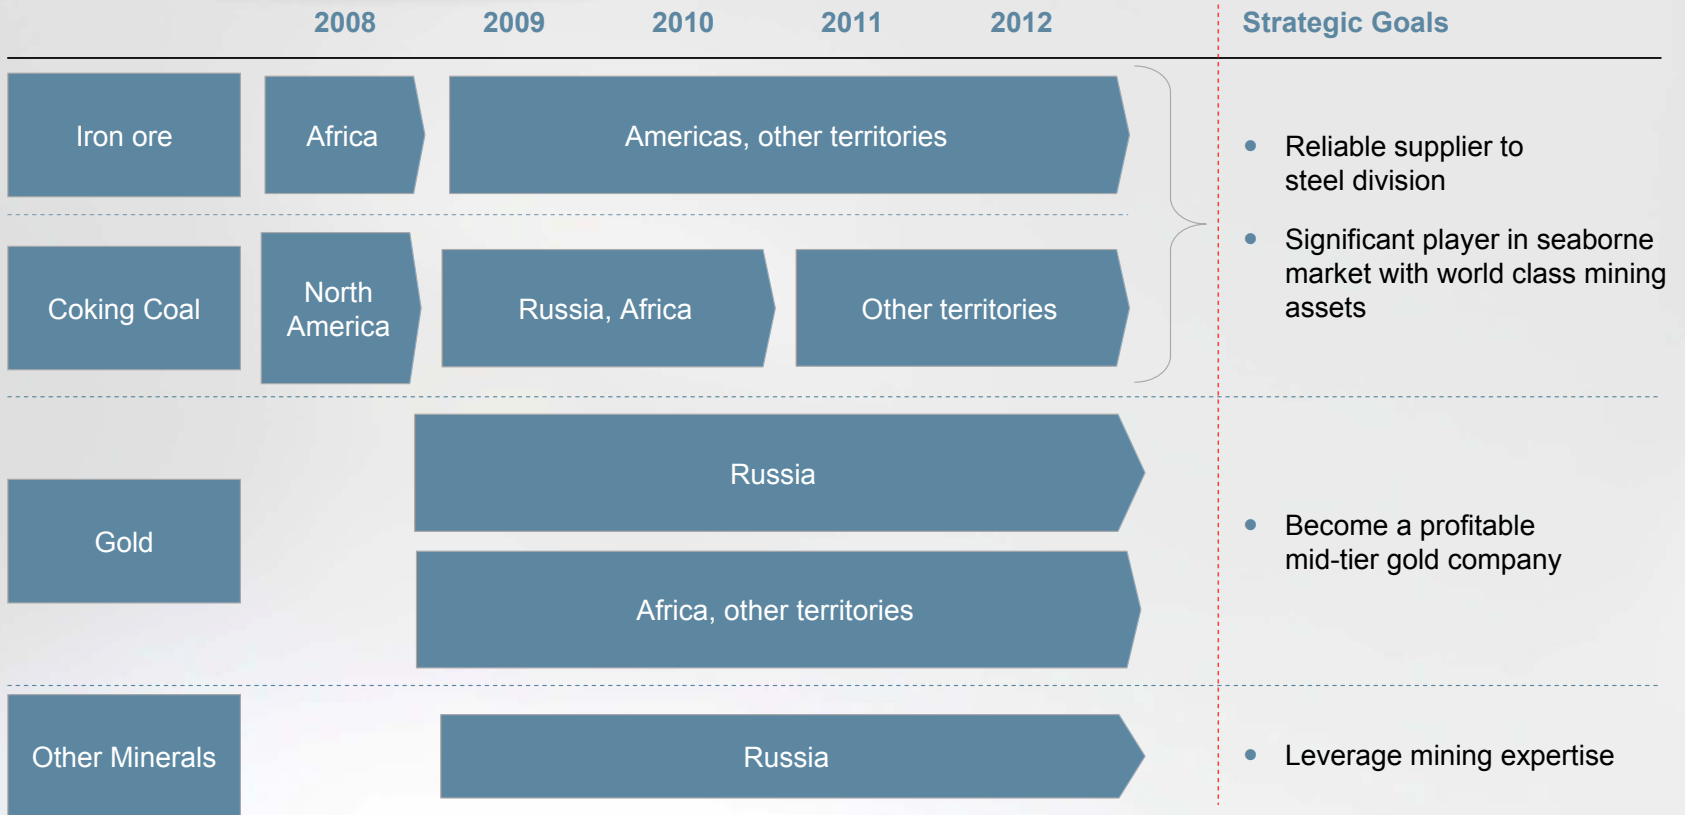 2008 2009 2010 2011 2012 Strategic Goals
Iron ore
Africa
Americas, other territories
Reliable supplier to
steel division
Significant player in seaborne
market with world class mining
assets
Coking Coal
North
America
Russia, Africa
Other territories
Gold
Russia
Africa, other territories
Become a profitable
mid-tier gold company
Other Minerals
Russia
Leverage mining expertise